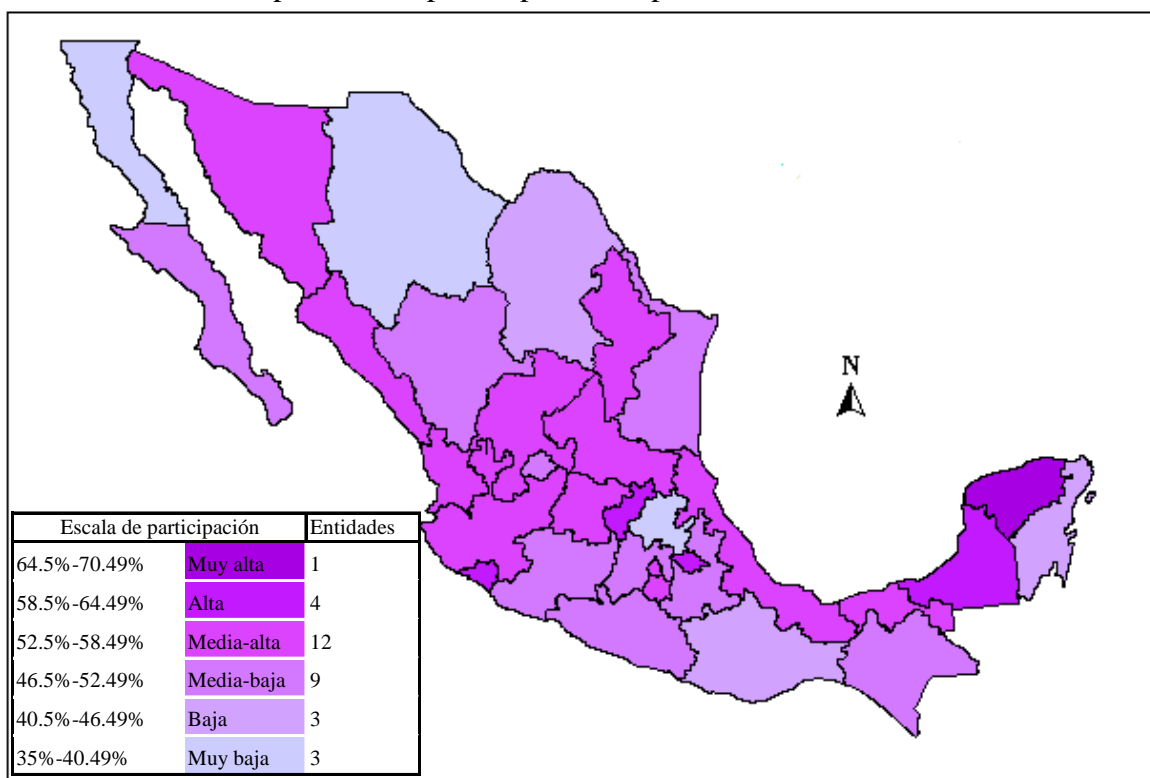 N
Escala de participación Entidades
64.5%-70.49% Muy alta 1
58.5%-64.49% Alta 4
52.5%-58.49% Media-alta 12
46.5%-52.49% Media-baja 9
40.5%-46.49% Baja 3
35%-40.49% Muy baja 3